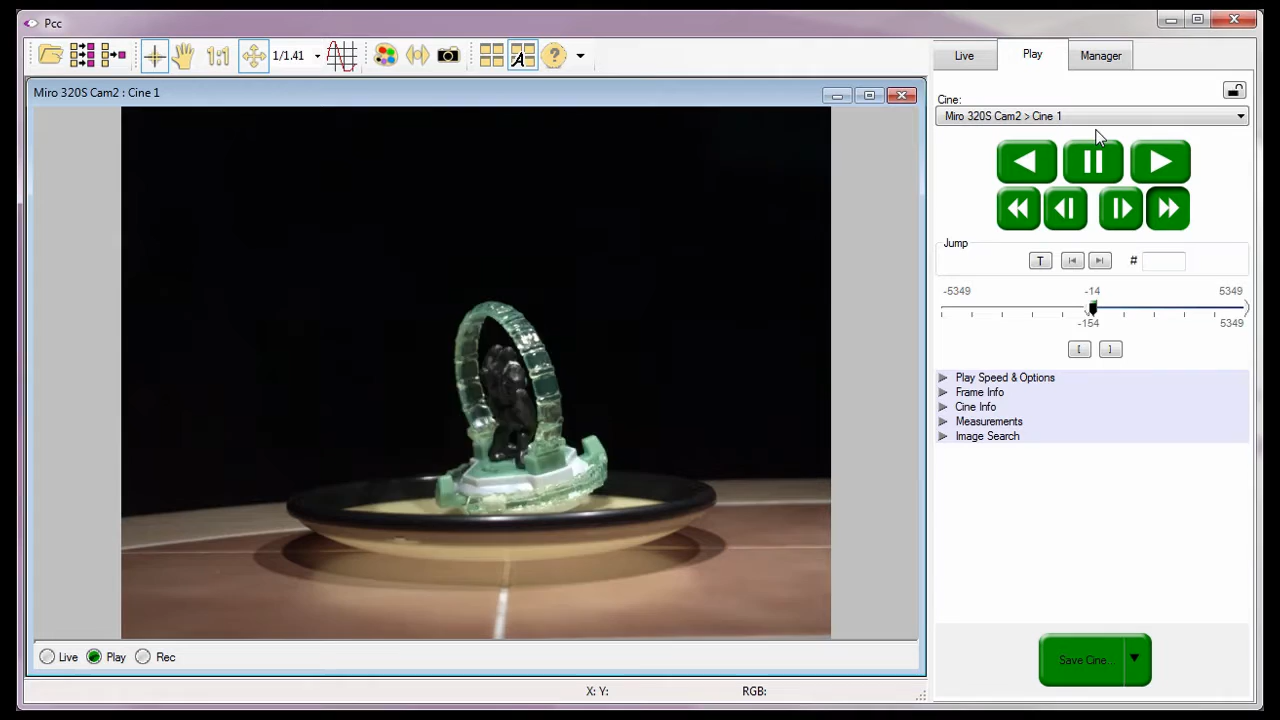 Pcc
1:1
1/1.41
A
?
Live
Play
Manager
Miro 320S Cam2 : Cine 1
Cine:
Miro 320S Cam2 > Cine 1
Jump
T
#
-5349
-14
5349
-154
5349
[
]
Play Speed & Options
Frame Info
Cine Info
Measurements
Image Search
Save Cine...
Live
Play
Rec
X: Y:
RGB: